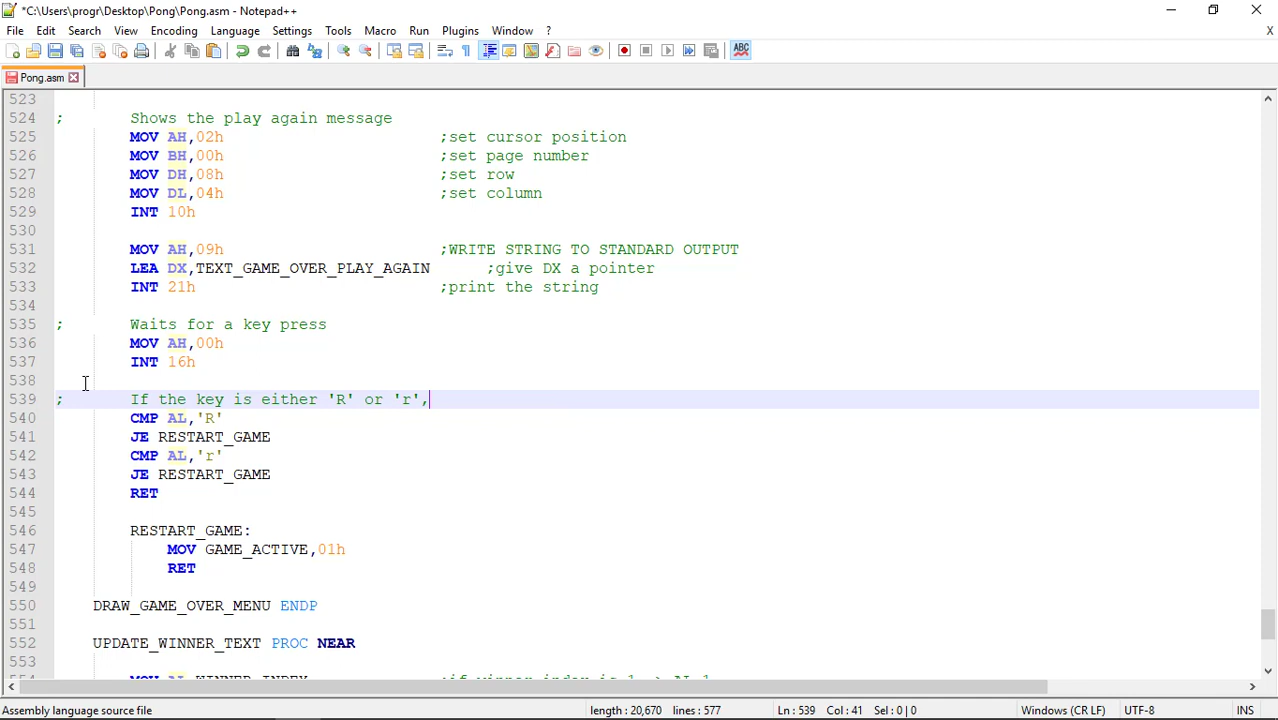 *C:\Users\progr\Desktop\Pong\Pong.asm - Notepad++
File Edit Search View Encoding Language Settings Tools Macro Run Plugins Window ? X
Pong.asm
523
524 ; Shows the play again message
525 MOV AH,02h ;set cursor position
526 MOV BH,00h ;set page number
527 MOV DH,08h ;set row
528 MOV DL,04h ;set column
529 INT 10h
530
531 MOV AH,09h ;WRITE STRING TO STANDARD OUTPUT
532 LEA DX,TEXT_GAME_OVER_PLAY_AGAIN ;give DX a pointer
533 INT 21h ;print the string
534
535 ; Waits for a key press
536 MOV AH,00h
537 INT 16h
538
539 ; If the key is either 'R' or 'r',
540 CMP AL,'R'
541 JE RESTART_GAME
542 CMP AL,'r'
543 JE RESTART_GAME
544 RET
545
546 RESTART_GAME:
547 MOV GAME_ACTIVE,01h
548 RET
549
550 DRAW_GAME_OVER_MENU ENDP
551
552 UPDATE_WINNER_TEXT PROC NEAR
553
554 MOV AL,WINNER_INDEX ;if winner index is 1 => AL,1
Assembly language source file length : 20,670 lines : 577 Ln : 539 Col : 41 Sel : 0 | 0 Windows (CR LF) UTF-8 INS